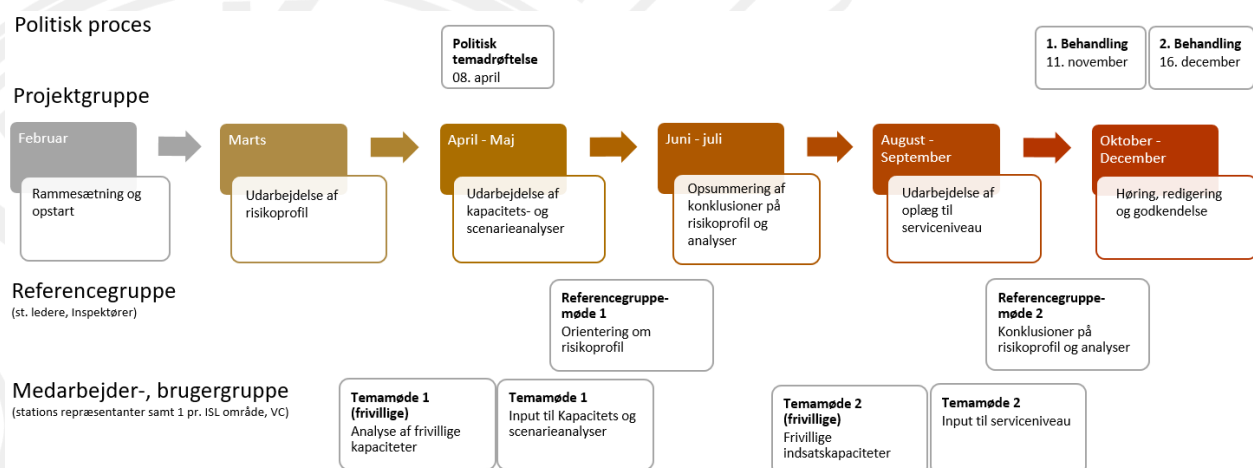 Politisk proces
Politisk
temadrøftelse
08. april
1. Behandling
11. november
2. Behandling
16. december
Projektgruppe
Februar
Rammesætning og
opstart
Marts
Udarbejdelse af
risikoprofil
April - Maj
Udarbejdelse af
kapacitets- og
scenarieanalyser
Juni - juli
Opsummering af
konklusioner på
risikoprofil og
analyser
August -
September
Udarbejdelse af
oplæg til
serviceniveau
Oktober -
December
Høring, redigering
og godkendelse
Referencegruppe
(st. ledere, Inspektører)
Referencegruppe-
møde 1
Orientering om
risikoprofil
Referencegruppe-
møde 2
Konklusioner på
risikoprofil og analyser
Medarbejder-, brugergruppe
(stations repræsentanter samt 1 pr. ISL område, VC)
Temamøde 1
(frivillige)
Analyse af frivillige
kapaciteter
Temamøde 1
Input til Kapacitets og
scenarieanalyser
Temamøde 2
(frivillige)
Frivillige
indsatskapaciteter
Temamøde 2
Input til serviceniveau